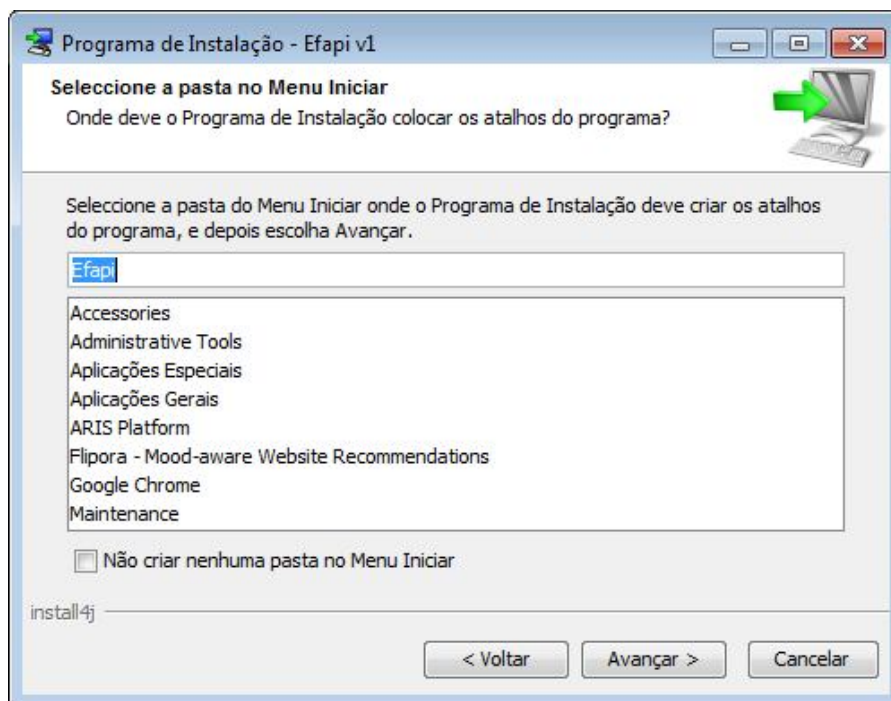 Programa de Instalação - Efapi v1
Seleccione a pasta no Menu Iniciar
Onde deve o Programa de Instalação colocar os atalhos do programa?
Seleccione a pasta do Menu Iniciar onde o Programa de Instalação deve criar os atalhos
do programa, e depois escolha Avançar.
Efapi
Accessories
Administrative Tools
Aplicações Especiais
Aplicações Gerais
ARIS Platform
Flipora - Mood-aware Website Recommendations
Google Chrome
Maintenance
Não criar nenhuma pasta no Menu Iniciar
install4j
< Voltar
Avançar >
Cancelar